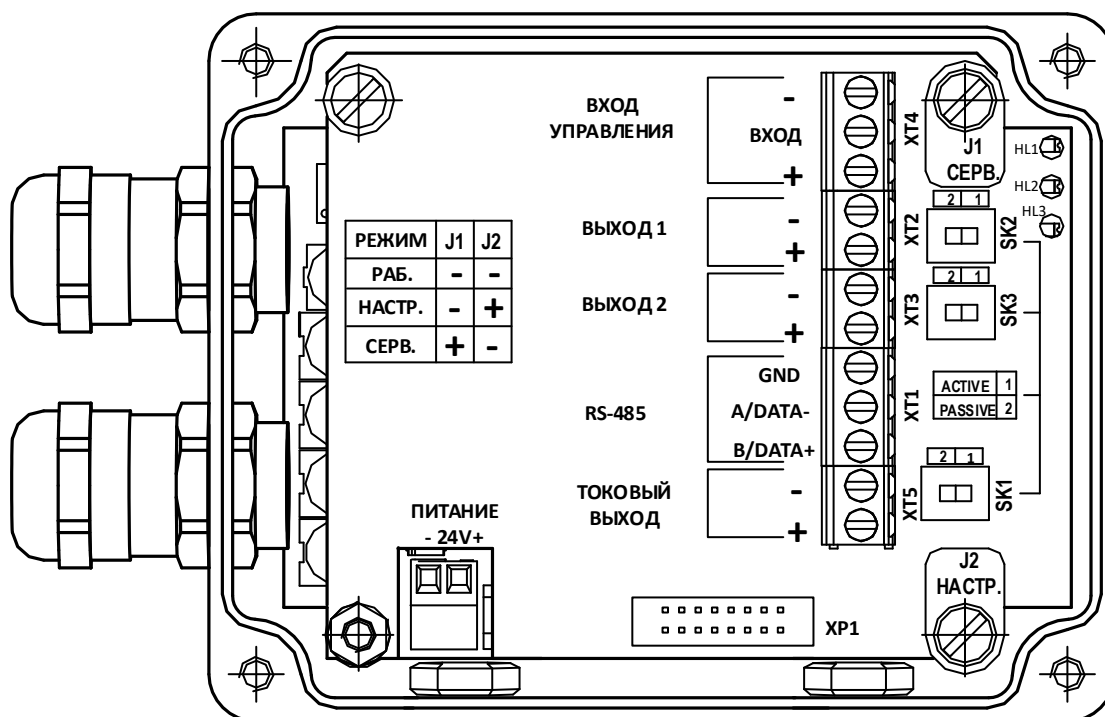 ВХОД
УПРАВЛЕНИЯ
-
ВХОД
+
XT4
J1
СЕРВ.
HL1
HL2
HL3
ВЫХОД 1
-
+
XT2
2 1
SK2
ВЫХОД 2
-
+
XT3
2 1
SK3
РЕЖИМ J1 J2
РАБ. - -
НАСТР. - +
СЕРВ. + -
RS-485
GND
A/DATA-
B/DATA+
XT1
ACTIVE 1
PASSIVE 2
ТОКОВЫЙ
ВЫХОД
-
+
XT5
2 1
SK1
ПИТАНИЕ
- 24V+
J2
НАСТР.
XP1